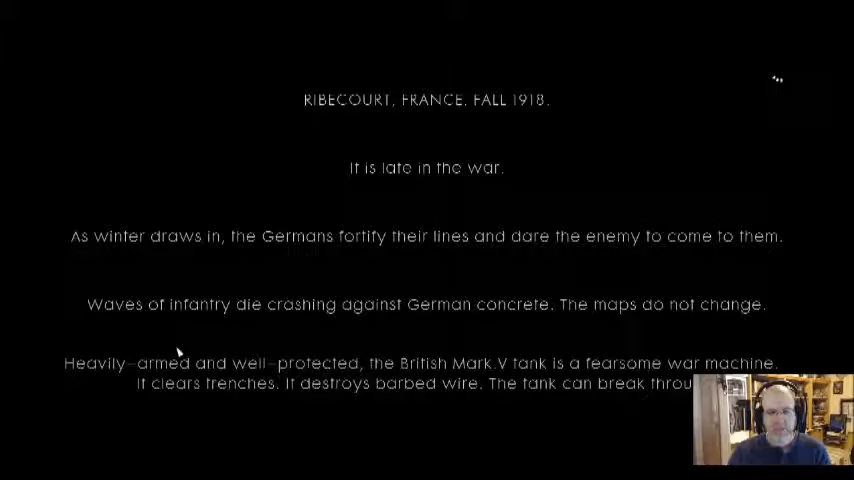 RIBECOURT, FRANCE. FALL 1918.
It is late in the war.
As winter draws in, the Germans fortify their lines and dare the enemy to come to them.
Waves of infantry die crashing against German concrete. The maps do not change.
Heavily-armed and well-protected, the British Mark V tank is a fearsome war machine.
It clears trenches. It destroys barbed wire. The tank can break